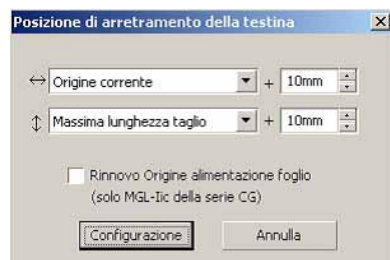 Posizione di arretramento della testina
Origine corrente + 10mm
Massima lunghezza taglio + 10mm
Rinnovo Origine alimentazione foglio
(solo MGL-IIc della serie CG)
Configurazione Annulla